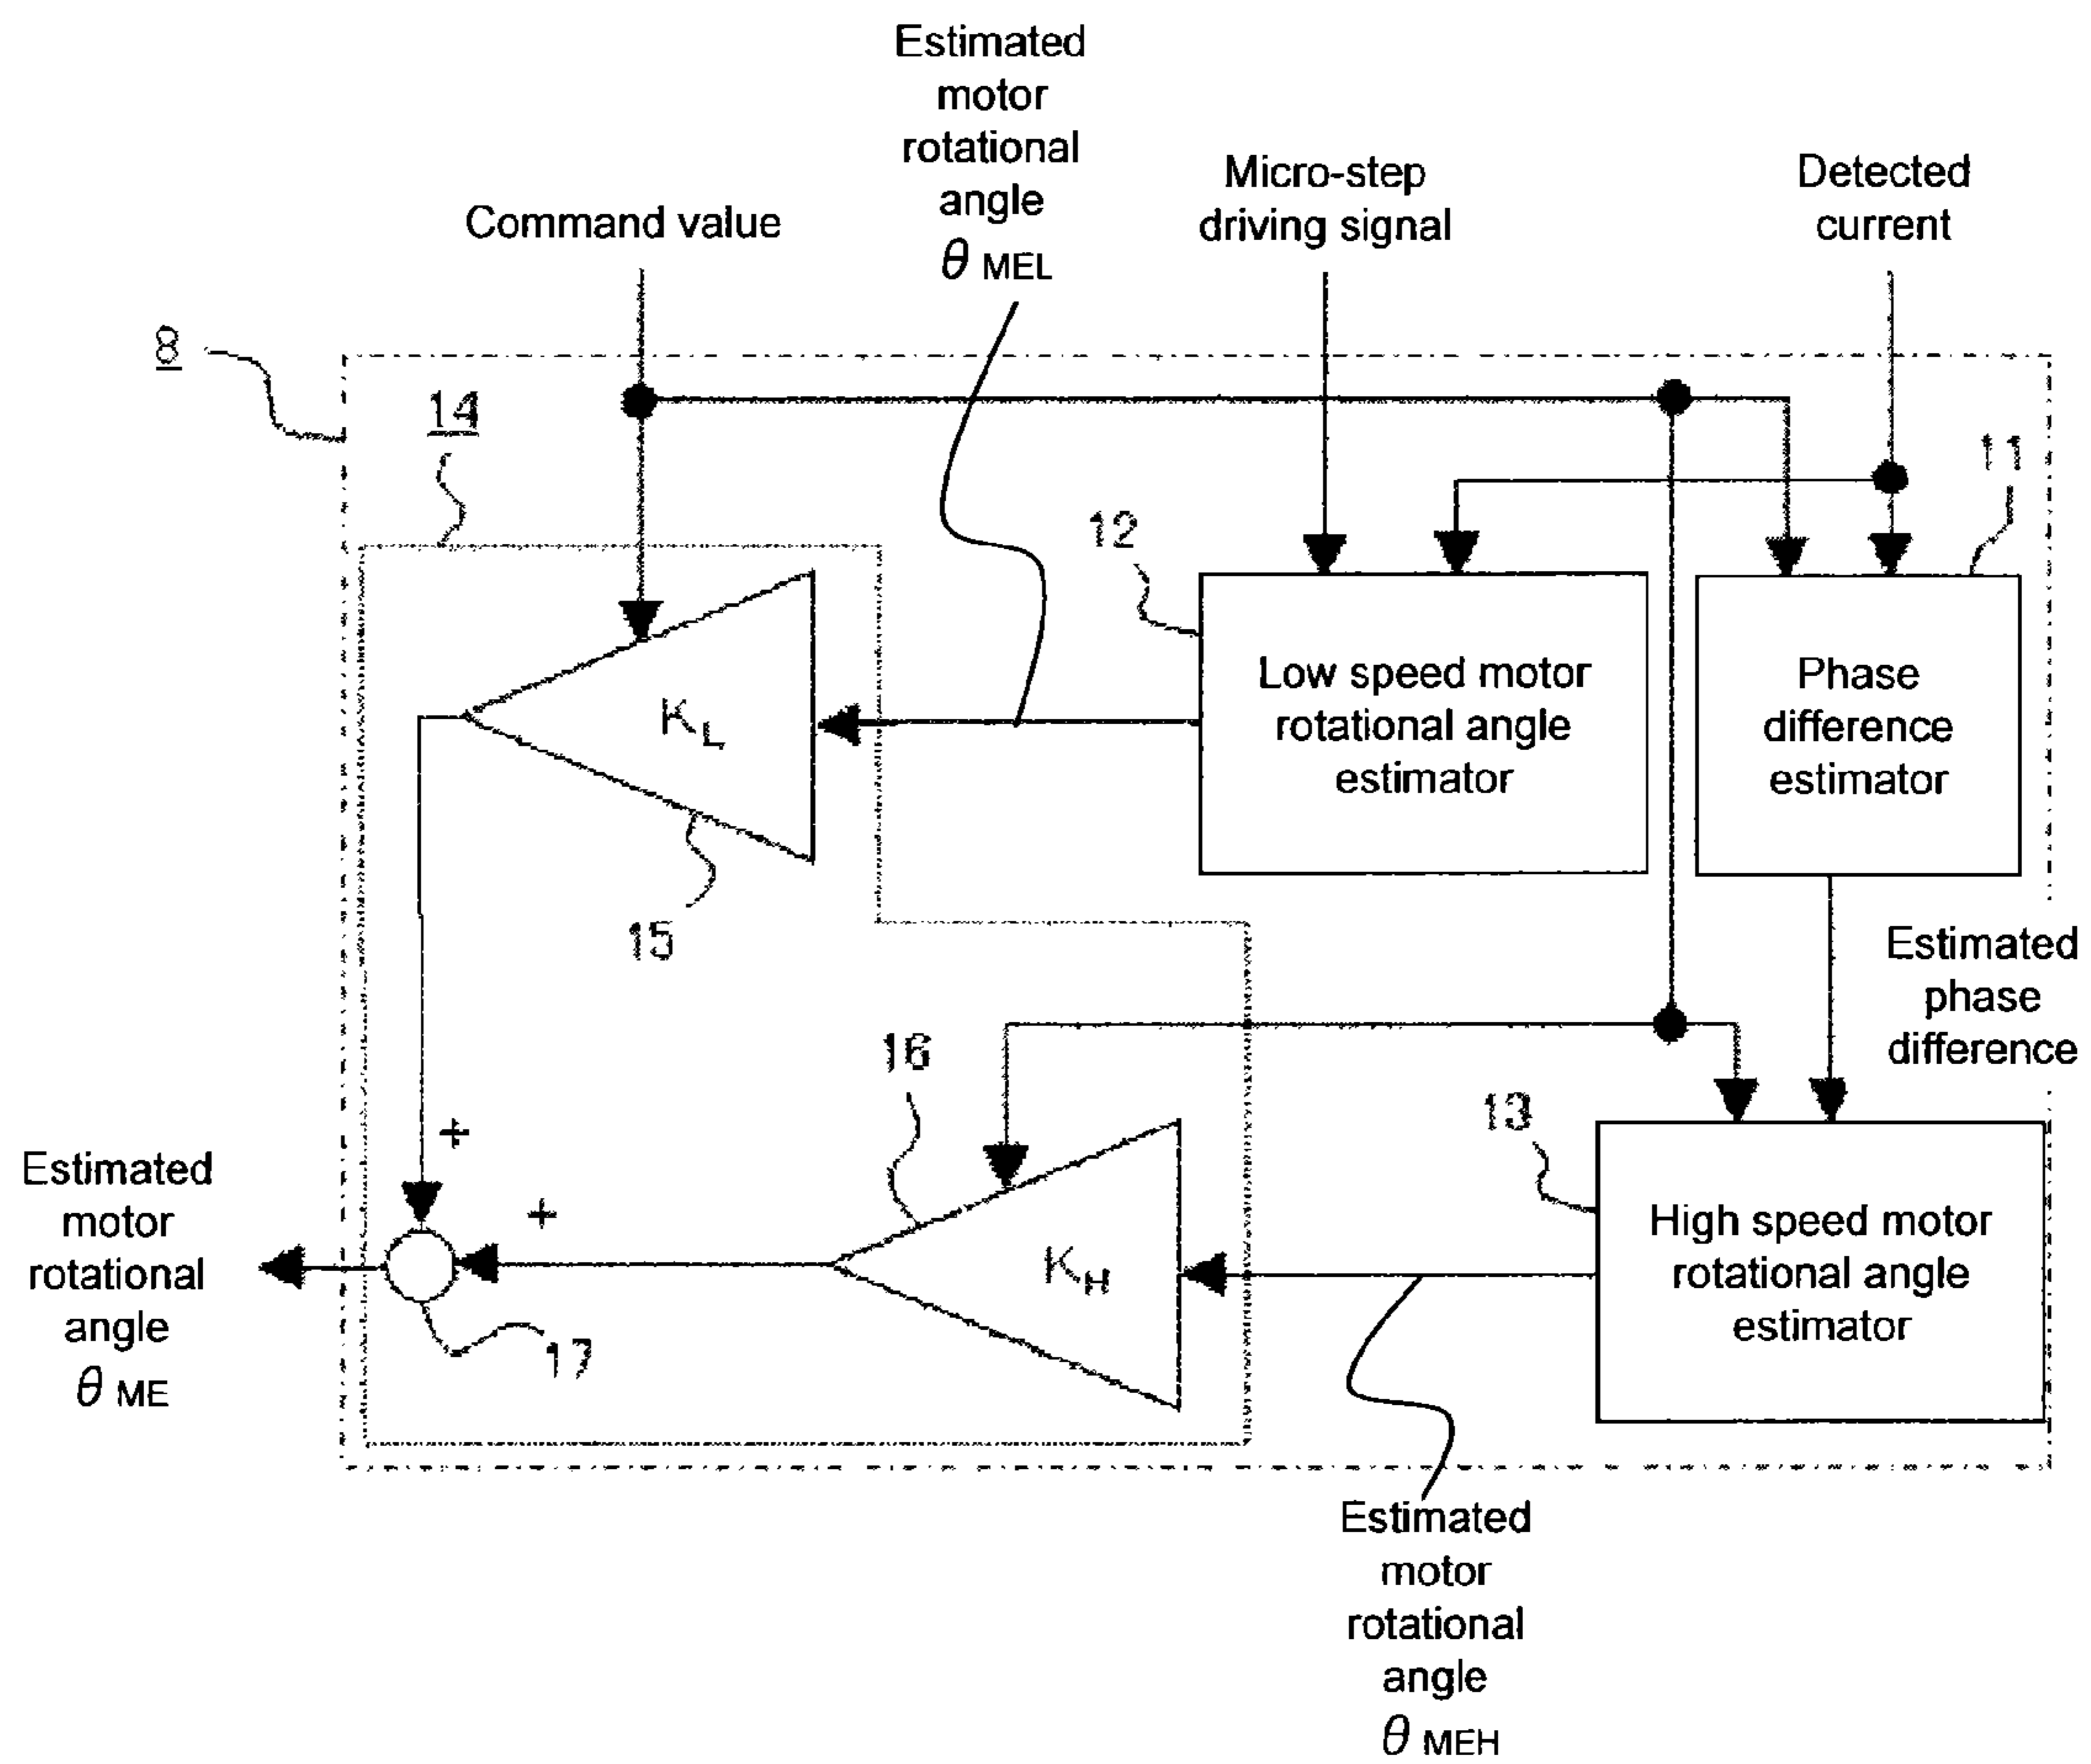 Estimated
motor
rotational
angle
θ MEL
Micro-step
driving signal
Detected
current
Command value
8
14
11
12
K L
Low speed motor
rotational angle
estimator
Phase
difference
estimator
15
Estimated
phase
difference
16
13
+
+
Estimated
motor
rotational
angle
θ ME
K H
High speed motor
rotational angle
estimator
17
Estimated
motor
rotational
angle
θ MEH